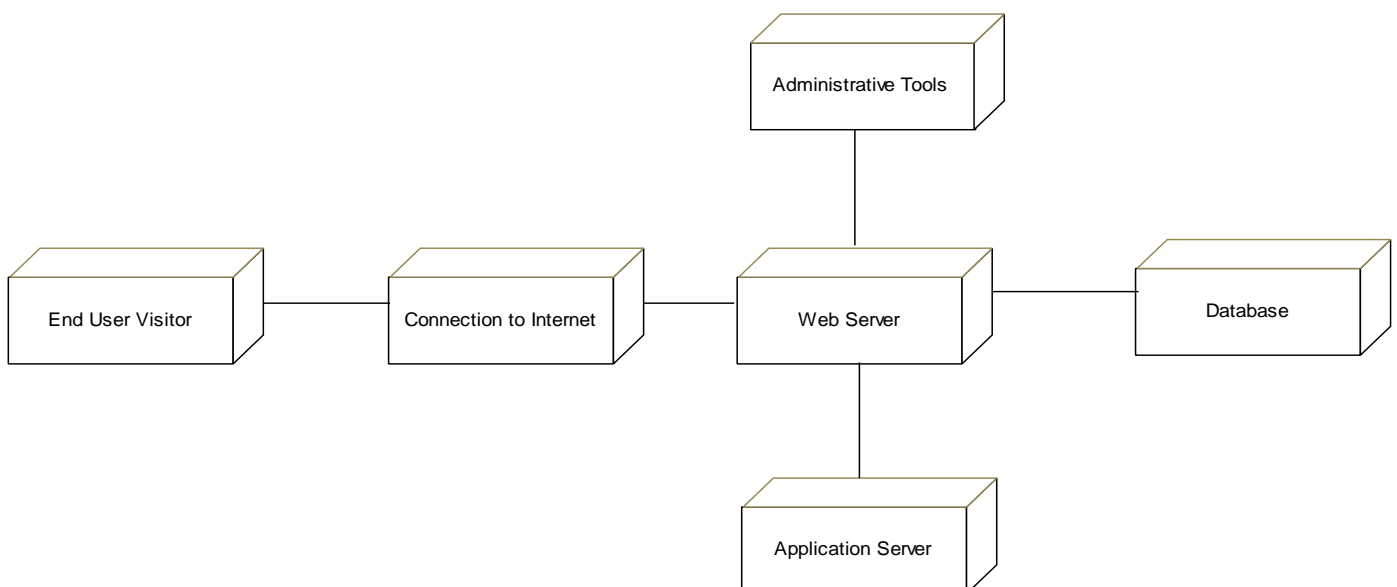 Administrative Tools
End User Visitor
Connection to Internet
Web Server
Database
Application Server